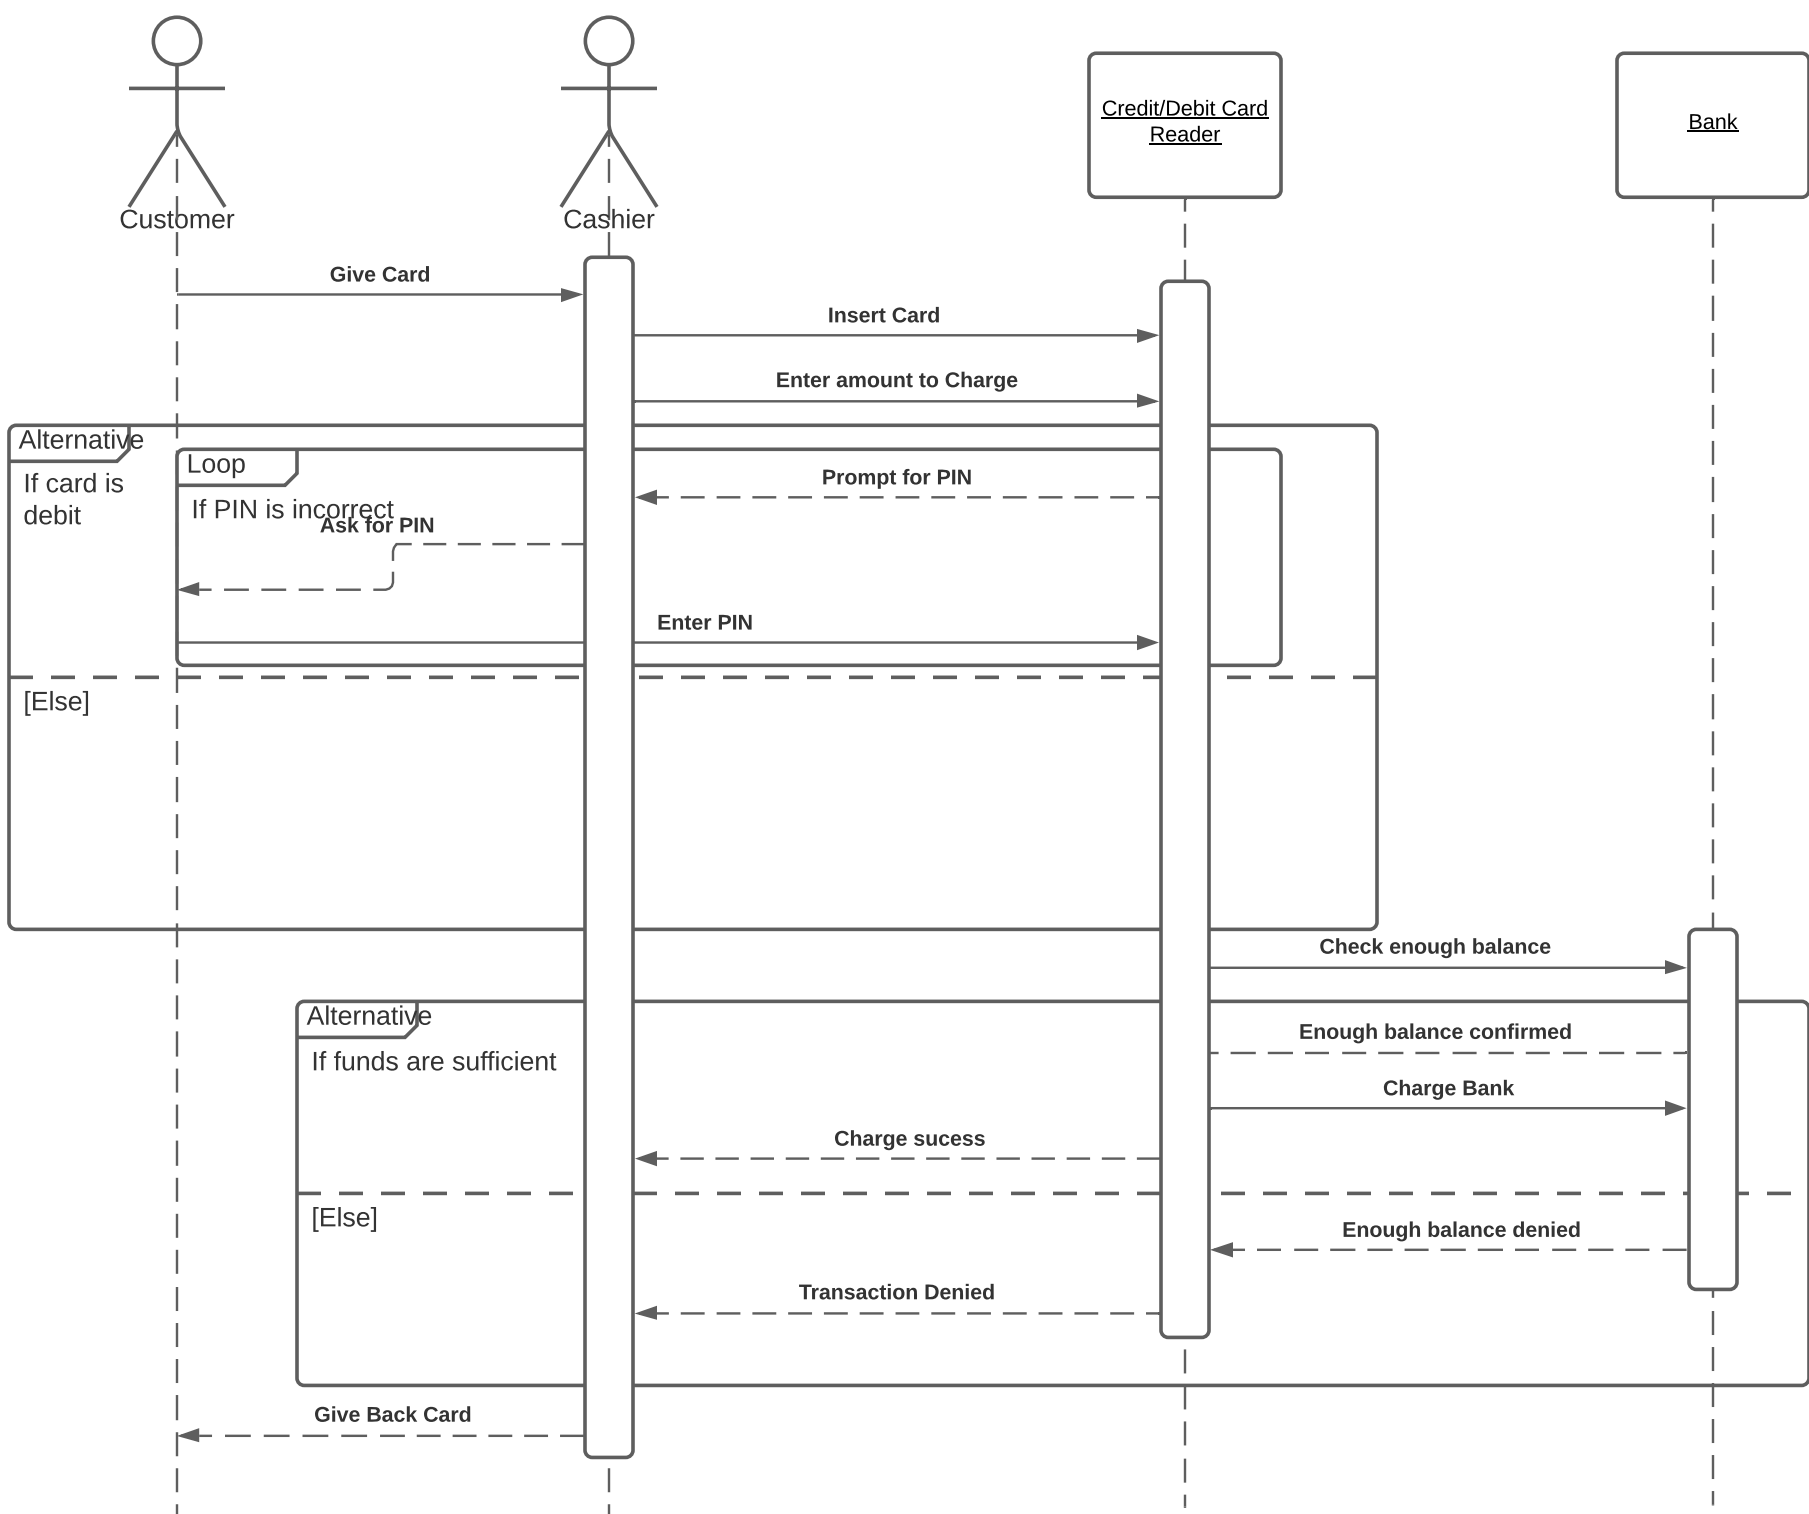 Customer
Cashier
Credit/Debit Card
Reader
Bank
Give Card
Insert Card
Enter amount to Charge
Alternative
If card is
debit
Loop
If PIN is incorrect
Prompt for PIN
Ask for PIN
Enter PIN
[Else]
Check enough balance
Alternative
If funds are sufficient
Enough balance confirmed
Charge Bank
Charge sucess
[Else]
Enough balance denied
Transaction Denied
Give Back Card